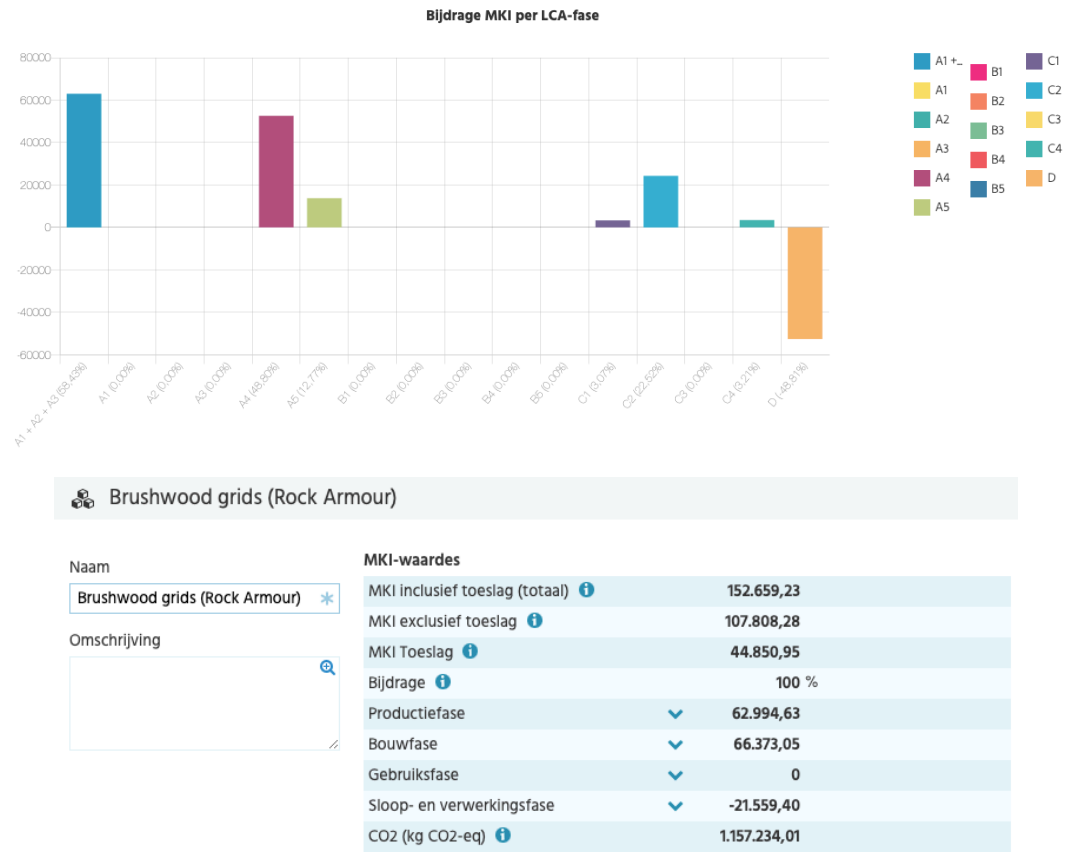 Bijdrage MKI per LCA-fase
80000
60000
40000
20000
0
-20000
-40000
-60000
A1 + A2 + A3 (58.43%)
A1 (0.00%)
A2 (0.00%)
A3 (0.00%)
A4 (48.80%)
A5 (12.77%)
B1 (0.00%)
B2 (0.00%)
B3 (0.00%)
B4 (0.00%)
B5 (0.00%)
C1 (3.07%)
C2 (22.52%)
C3 (0.00%)
C4 (3.21%)
D (-48.81%)
A1 +...
A1
A2
A3
A4
A5
B1
B2
B3
B4
B5
C1
C2
C3
C4
D
Brushwood grids (Rock Armour)
Naam
Brushwood grids (Rock Armour)
Omschrijving
MKI-waardes
MKI inclusief toeslag (totaal) 152.659,23
MKI exclusief toeslag 107.808,28
MKI Toeslag 44.850,95
Bijdrage 100 %
Productiefase 62.994,63
Bouwfase 66.373,05
Gebruiksfase 0
Sloop- en verwerkingsfase -21.559,40
CO2 (kg CO2-eq) 1.157.234,01